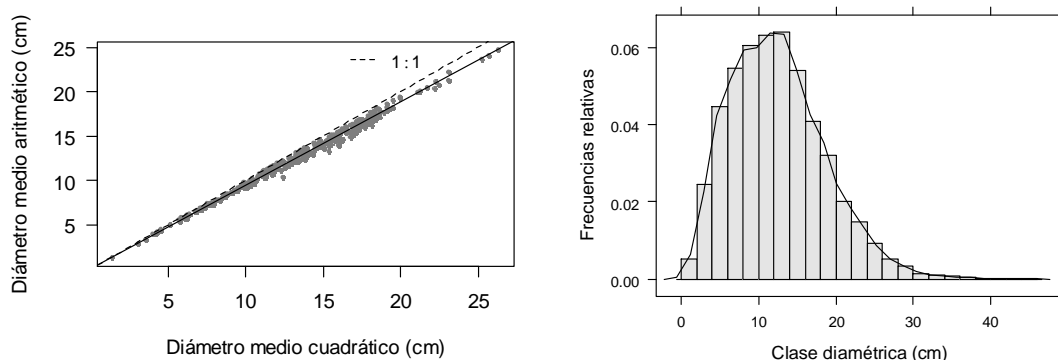 Diámetro medio aritmético (cm)
25
20
15
10
5
1:1
5 10 15 20 25
Diámetro medio cuadrático (cm)
Frecuencias relativas
0.06
0.04
0.02
0.00
0 10 20 30 40
Clase diamétrica (cm)